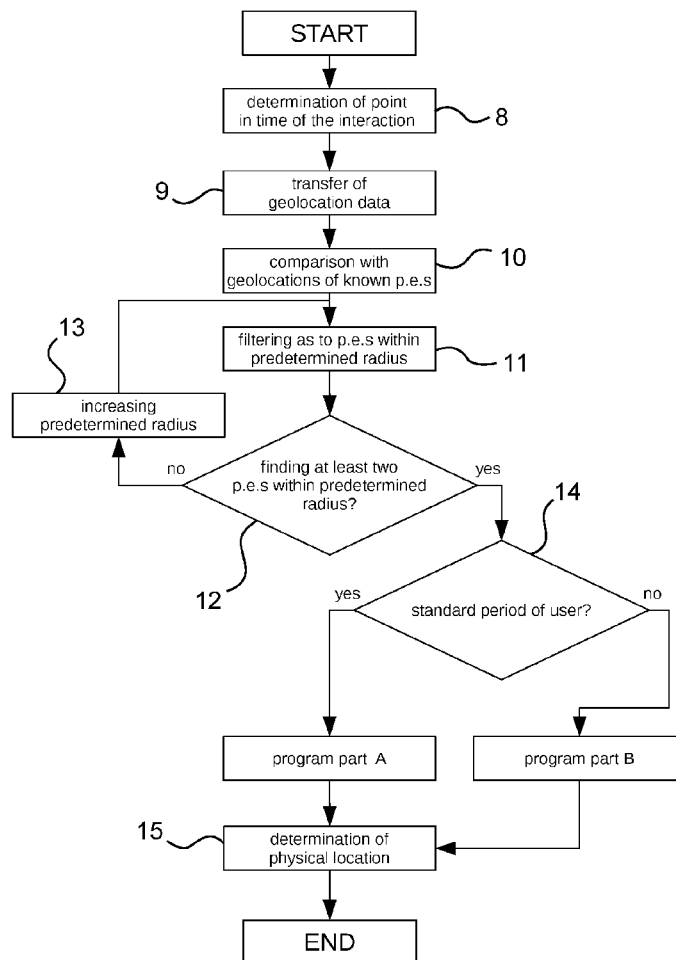 START
determination of point
in time of the interaction
8
9
transfer of
geolocation data
comparison with
geolocations of known p.e.s
10
13
filtering as to p.e.s within
predetermined radius
11
increasing
predetermined radius
no
finding at least two
p.e.s within predetermined
radius?
yes
12
14
yes
standard period of user?
no
program part A
program part B
15
determination of
physical location
END